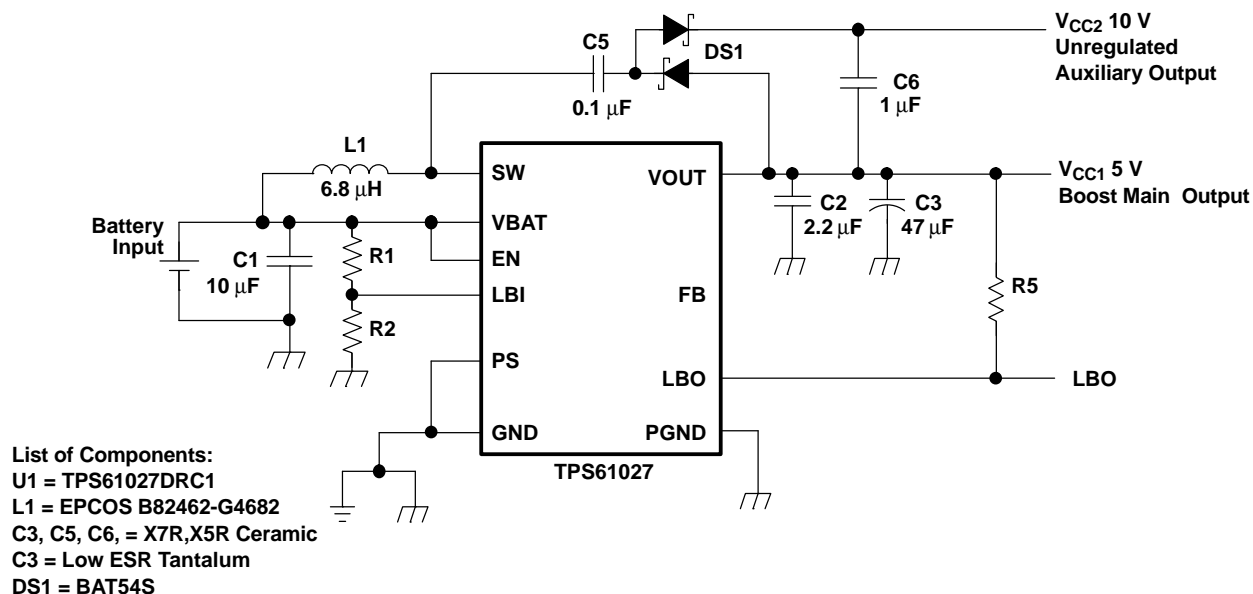 VCC2 10 V
Unregulated
Auxiliary Output
C5
DS1
0.1 µF
C6
1 µF
L1
6.8 µH
SW
VOUT
VCC1 5 V
Boost Main Output
Battery
Input
VBAT
C2
2.2 µF
C3
47 µF
C1
10 µF
R1
EN
LBI
FB
R5
R2
PS
LBO
LBO
GND
PGND
TPS61027
List of Components:
U1 = TPS61027DRC1
L1 = EPCOS B82462-G4682
C3, C5, C6, = X7R,X5R Ceramic
C3 = Low ESR Tantalum
DS1 = BAT54S